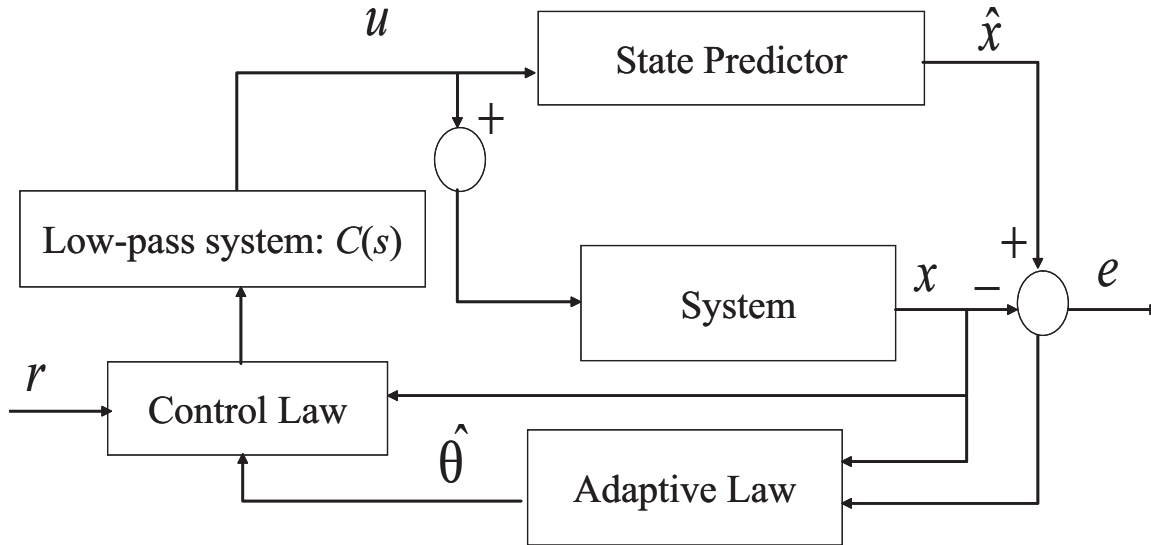 u
State Predictor
x̂
+
Low-pass system: C(s)
+
System
x
−
e
r
Control Law
θ̂
Adaptive Law